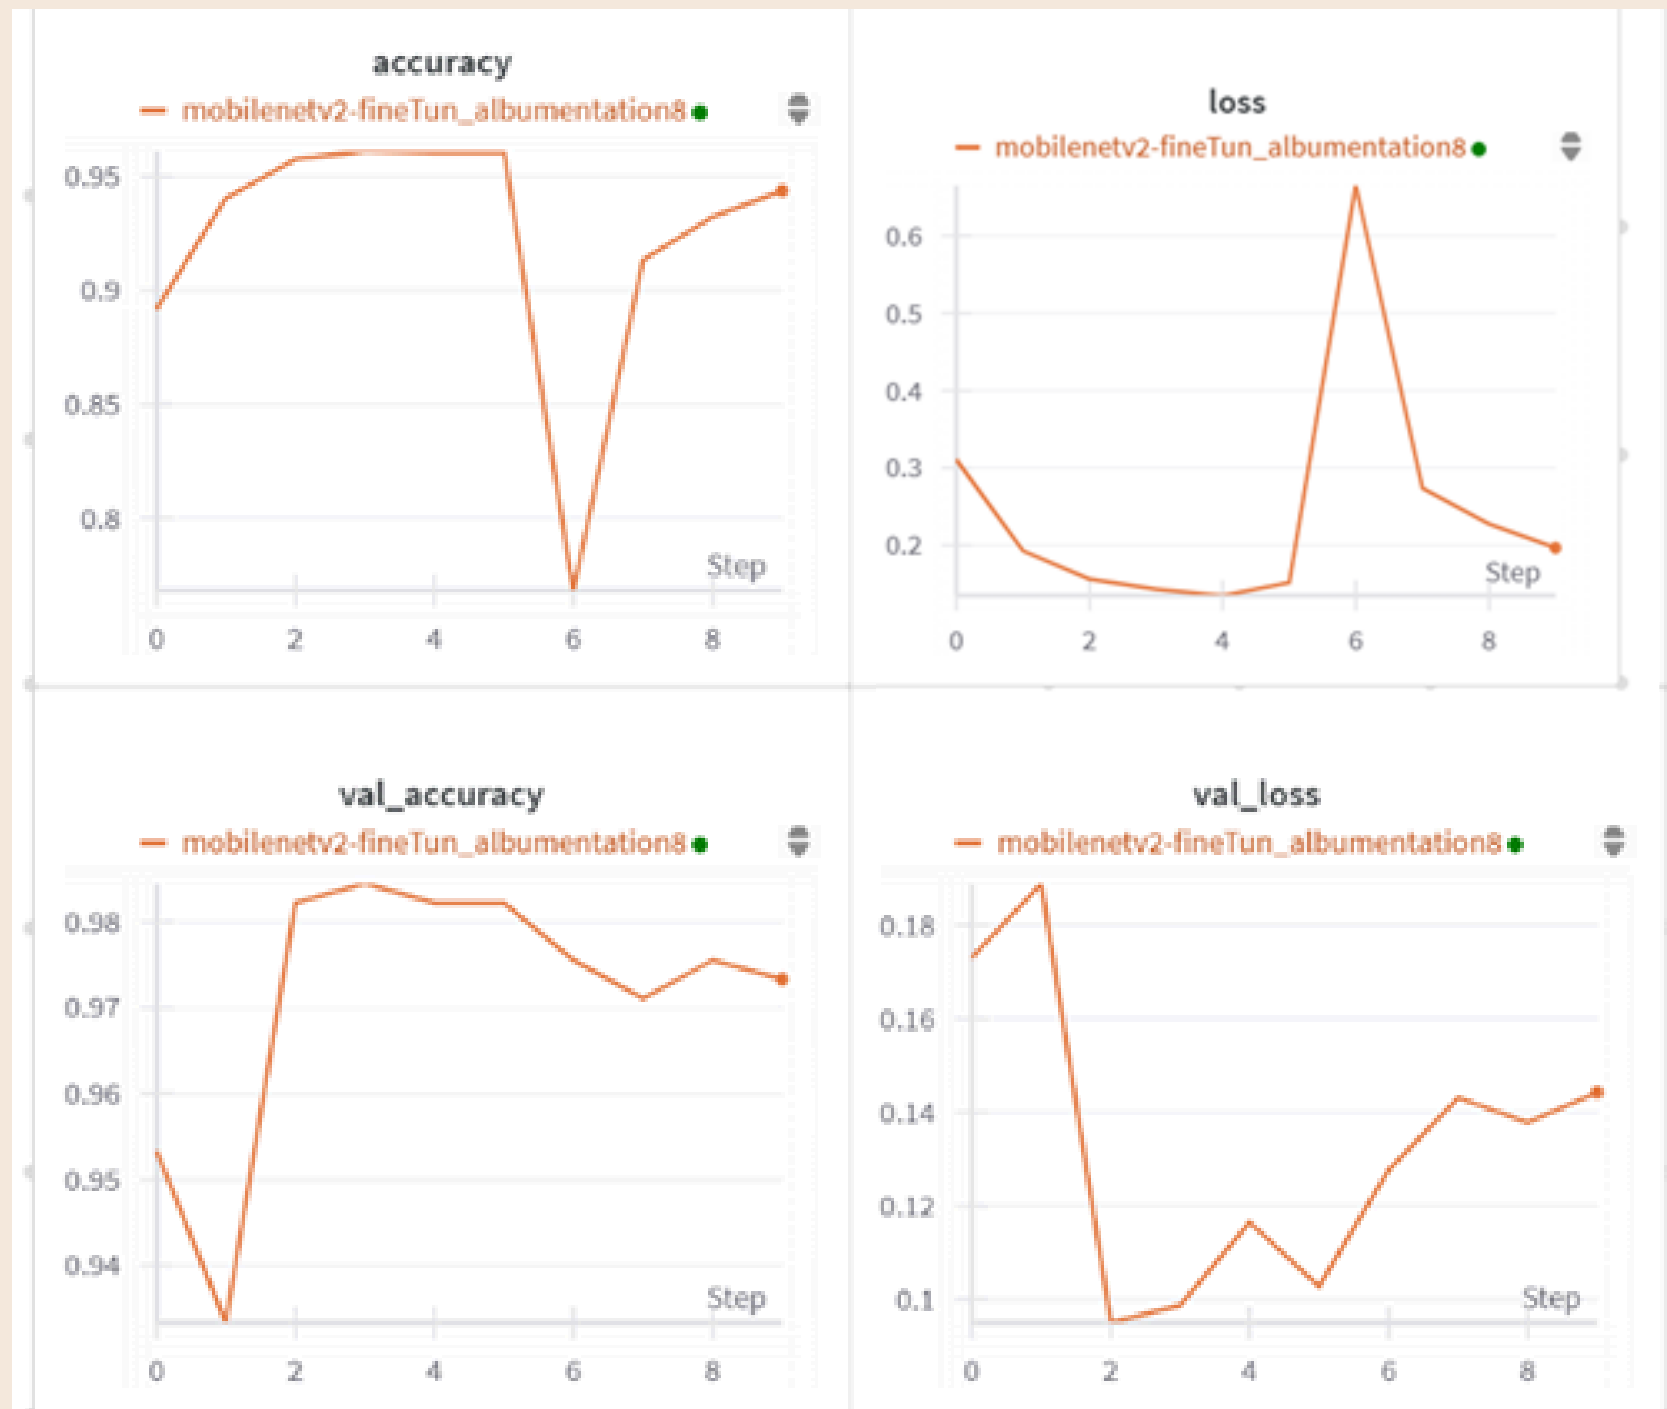 accuracy
mobilenetv2-fineTun_albumentation8
0.95
0.9
0.85
0.8
Step
0 2 4 6 8
loss
mobilenetv2-fineTun_albumentation8
0.6
0.5
0.4
0.3
0.2
Step
0 2 4 6 8
val_accuracy
mobilenetv2-fineTun_albumentation8
0.98
0.97
0.96
0.95
0.94
Step
0 2 4 6 8
val_loss
mobilenetv2-fineTun_albumentation8
0.18
0.16
0.14
0.12
0.1
Step
0 2 4 6 8